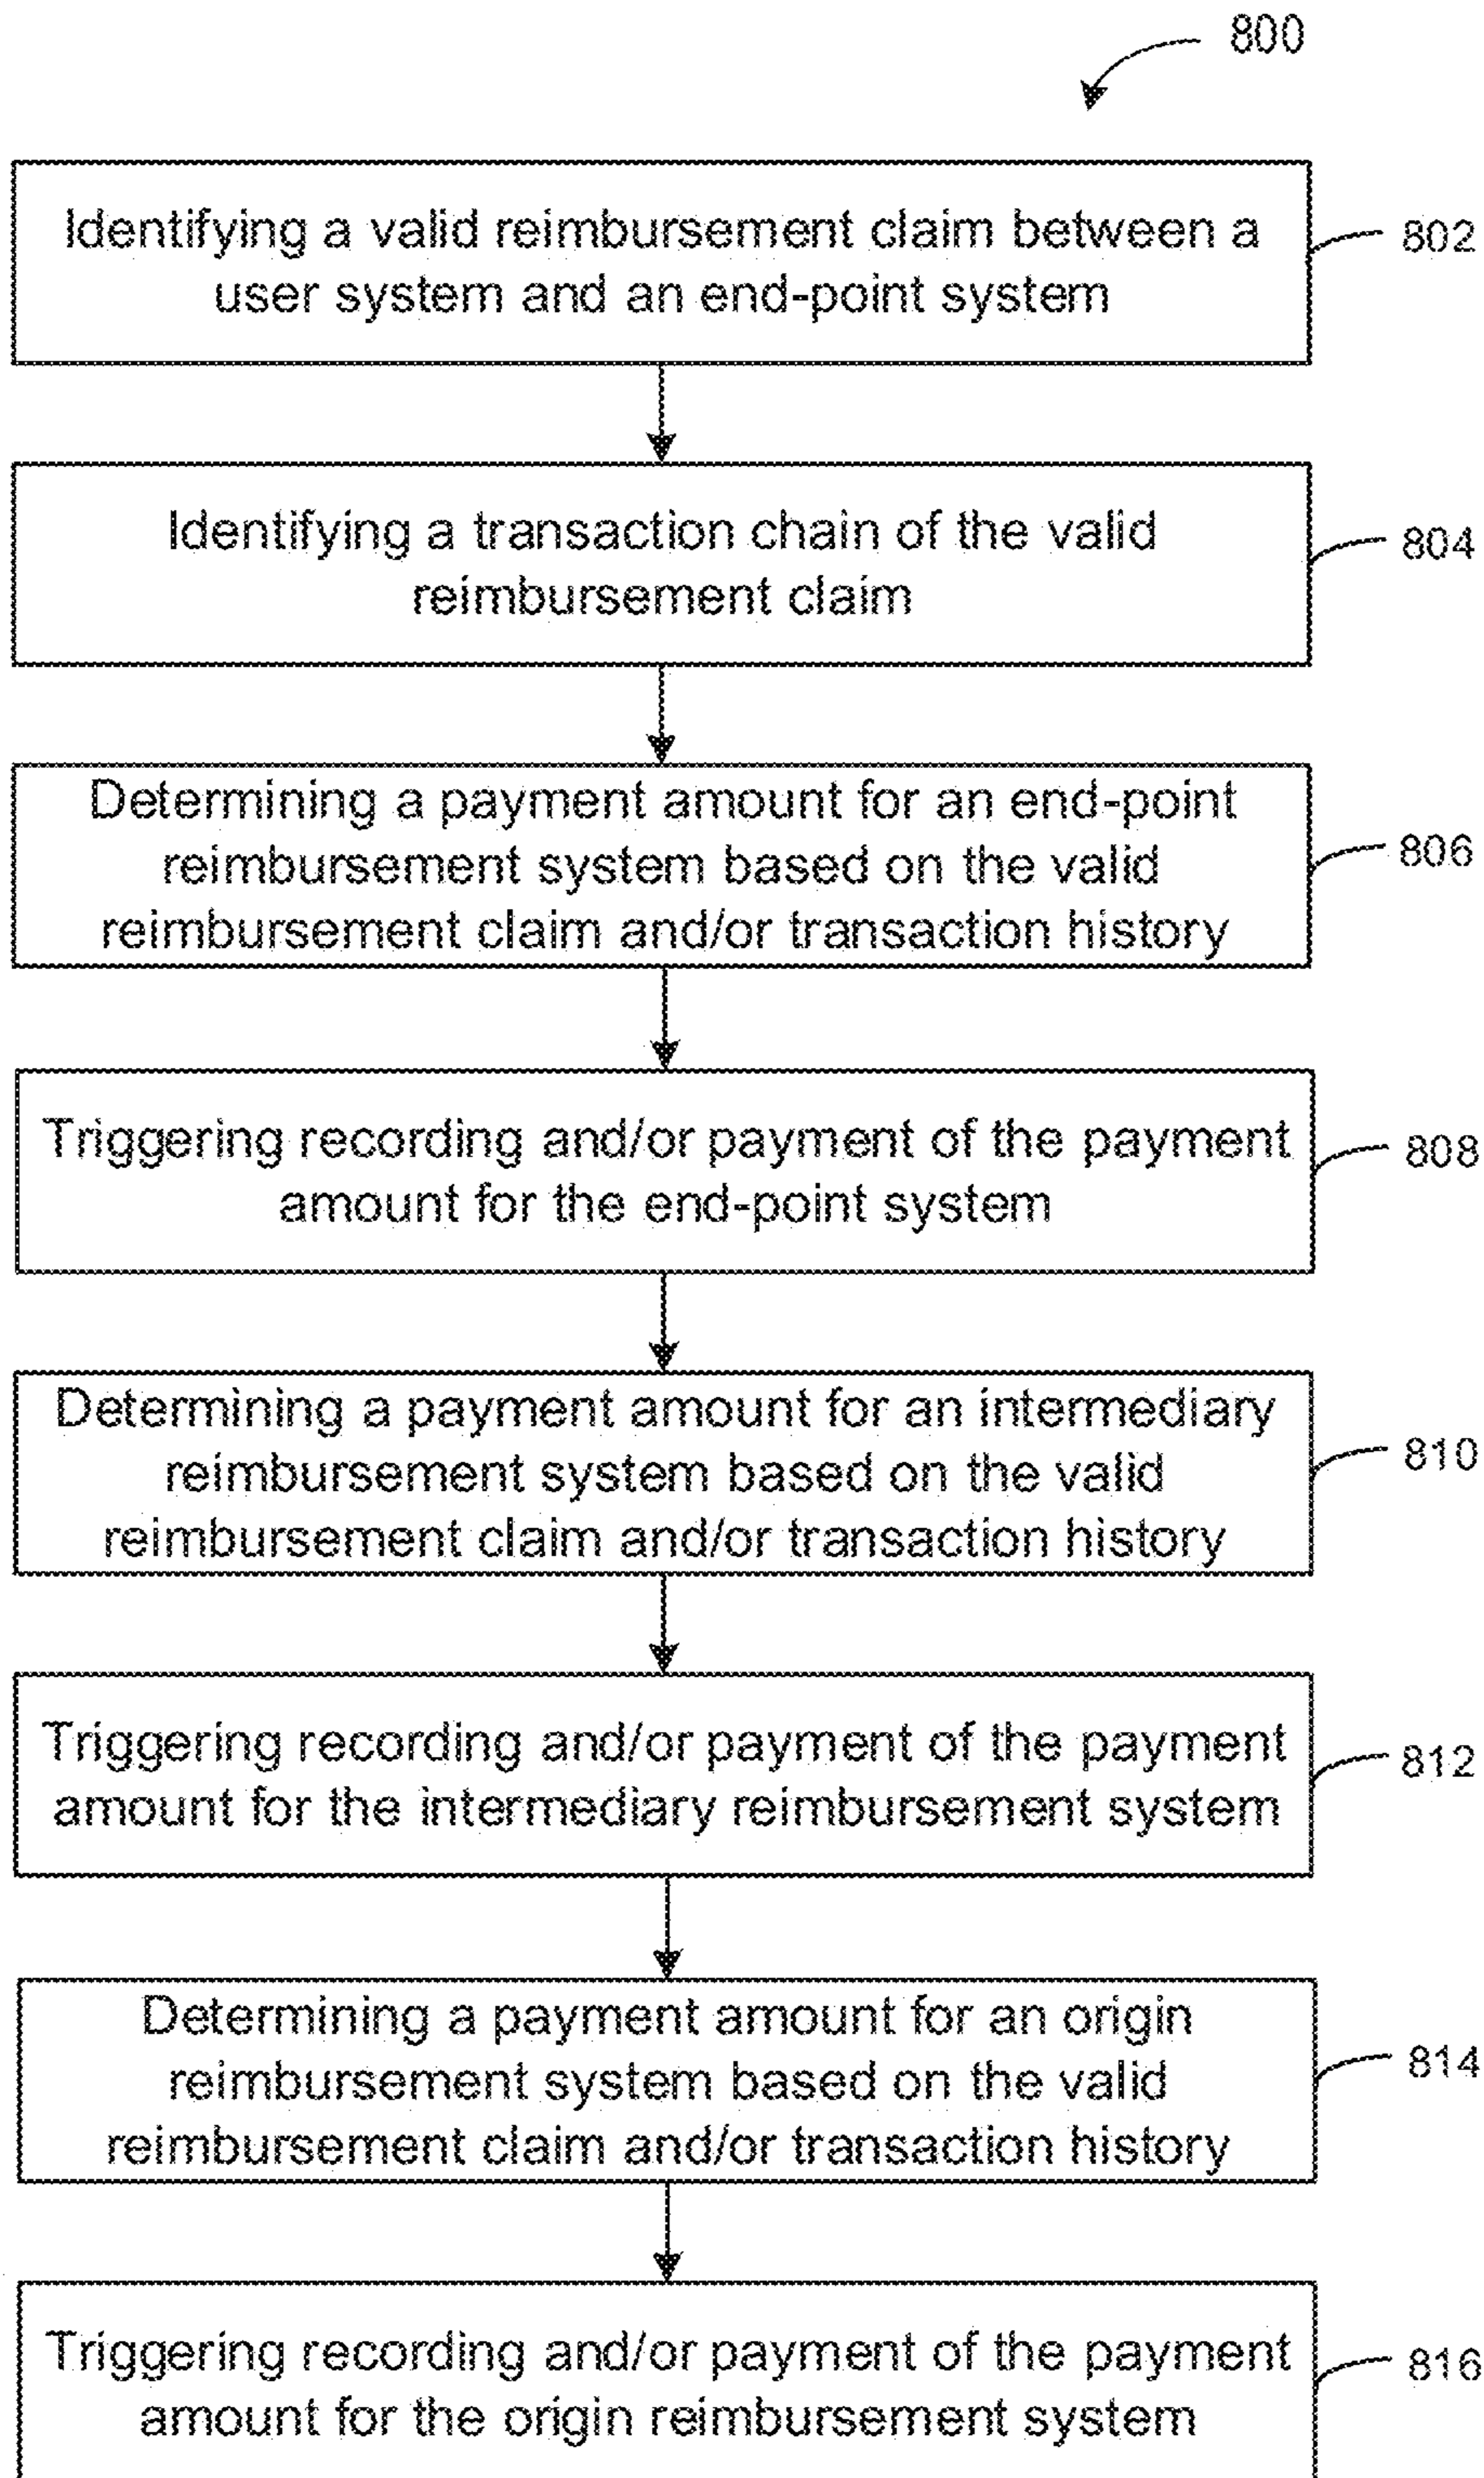 800
Identifying a valid reimbursement claim between a
user system and an end-point system
802
Identifying a transaction chain of the valid
reimbursement claim
804
Determining a payment amount for an end-point
reimbursement system based on the valid
reimbursement claim and/or transaction history
806
Triggering recording and/or payment of the payment
amount for the end-point system
808
Determining a payment amount for an intermediary
reimbursement system based on the valid
reimbursement claim and/or transaction history
810
Triggering recording and/or payment of the payment
amount for the intermediary reimbursement system
812
Determining a payment amount for an origin
reimbursement system based on the valid
reimbursement claim and/or transaction history
814
Triggering recording and/or payment of the payment
amount for the origin reimbursement system
816